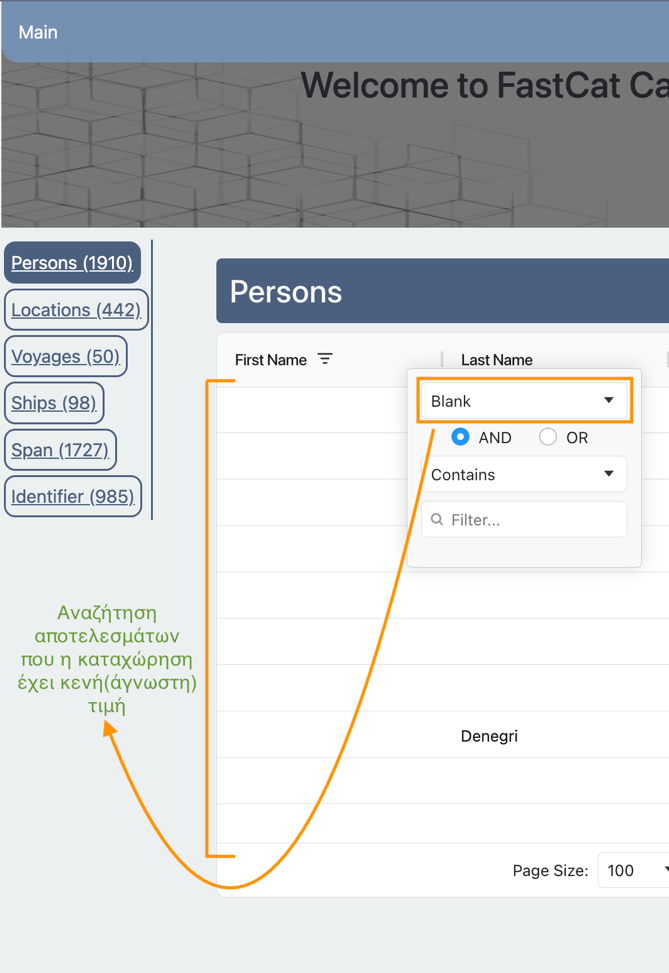 Main
Welcome to FastCat Ca
Persons (1910)
Locations (442)
Voyages (50)
Ships (98)
Span (1727)
Identifier (985)
Persons
First Name
Last Name
Blank
AND
OR
Contains
Filter...
Αναζήτηση
αποτελεσμάτων
που η καταχώρηση
έχει κενή(άγνωστη)
τιμή
Denegri
Page Size:
100